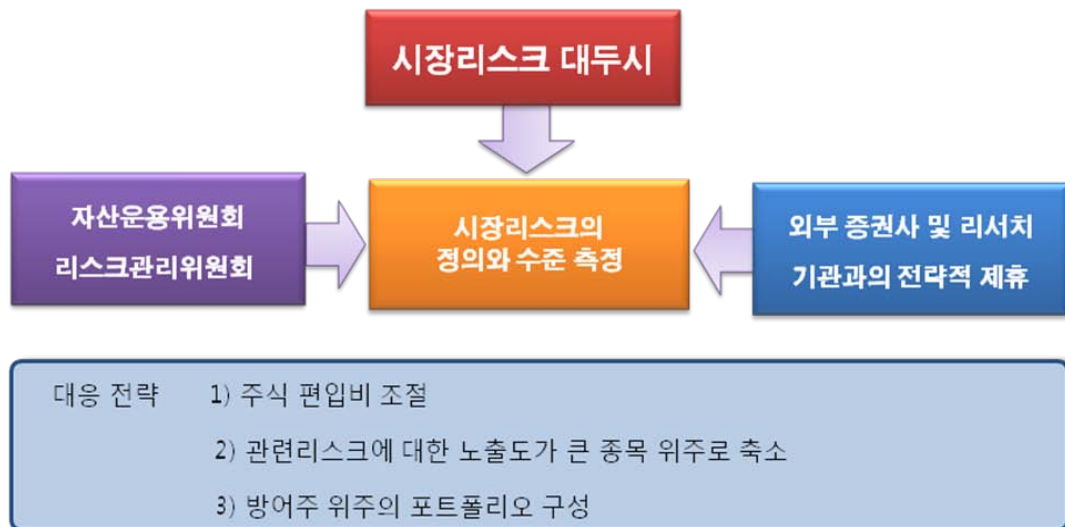 시장리스크 대두시
자산운용위원회
리스크관리위원회
시장리스크의
정의와 수준 측정
외부 증권사 및 리서치
기관과의 전략적 제휴
대응 전략 1) 주식 편입비 조절
2) 관련리스크에 대한 노출도가 큰 종목 위주로 축소
3) 방어주 위주의 포트폴리오 구성